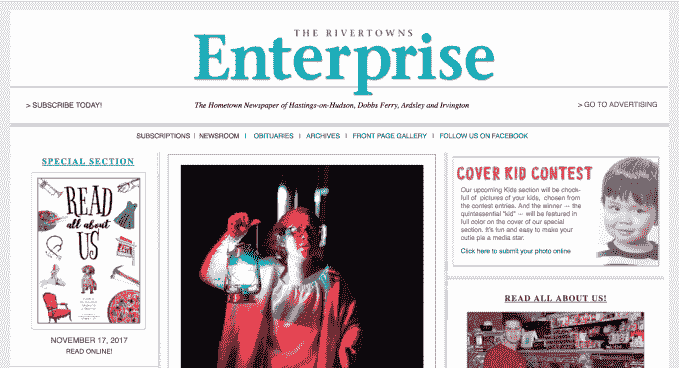 THE RIVERTOWNS
Enterprise
> SUBSCRIBE TODAY!
The Hometown Newspaper of Hastings-on-Hudson, Dobbs Ferry, Ardsley and Irvington
> GO TO ADVERTISING
SUBSCRIPTIONS | NEWSROOM | OBITUARIES | ARCHIVES | FRONT PAGE GALLERY | FOLLOW US ON FACEBOOK
SPECIAL SECTION
READ
all about
US
NOVEMBER 17, 2017
READ ONLINE!
COVER KID CONTEST
Our upcoming Kids section will be chock-
full of pictures of your kids, chosen from
the contest entries. And the winner — the
quintessential "kid" — will be featured in
full color on the cover of our special
section. It's fun and easy to make your
cutie pie a media star.
Click here to submit your photo online
READ ALL ABOUT US!